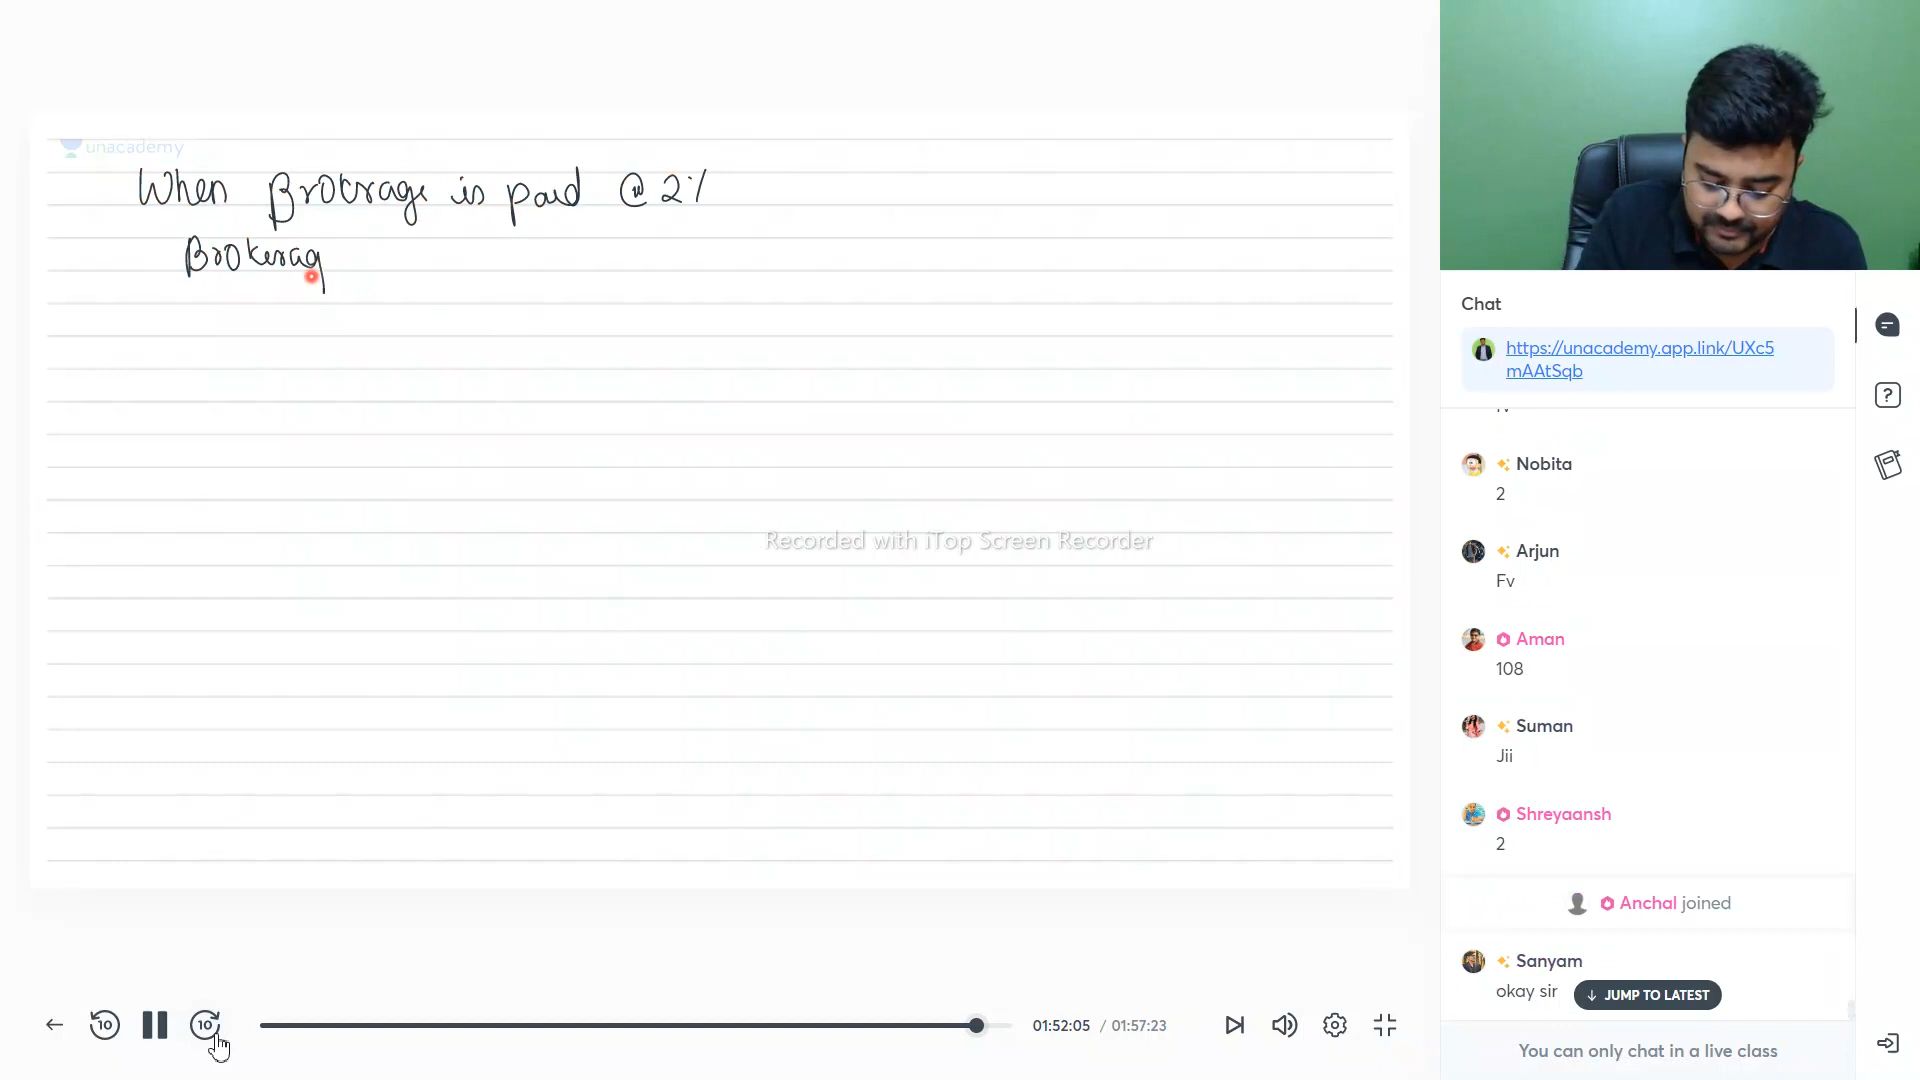 unacademy
When Brokrage is paid @ 2%
Brokerag
Recorded with iTop Screen Recorder
10
10
01:52:05 / 01:57:23
Chat
https://unacademy.app.link/UXc5
mAAtSqb
Nobita
2
Arjun
Fv
Aman
108
Suman
Jii
Shreyaansh
2
Anchal joined
Sanyam
okay sir
↓ JUMP TO LATEST
You can only chat in a live class